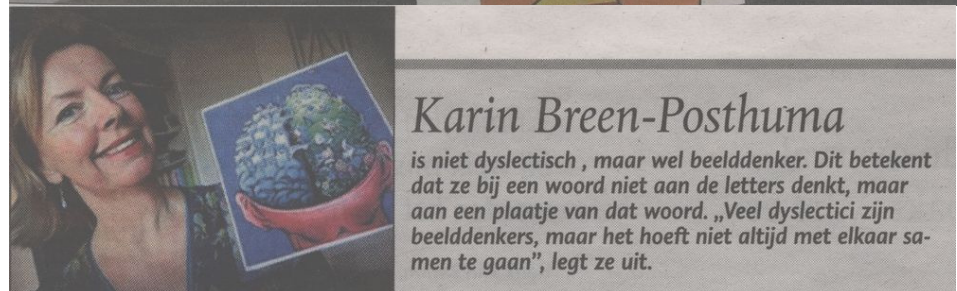 Karin Breen-Posthuma
is niet dyslectisch , maar wel beelddenker. Dit betekent
dat ze bij een woord niet aan de letters denkt, maar
aan een plaatje van dat woord. „Veel dyslectici zijn
beelddenkers, maar het hoeft niet altijd met elkaar sa-
men te gaan”, legt ze uit.